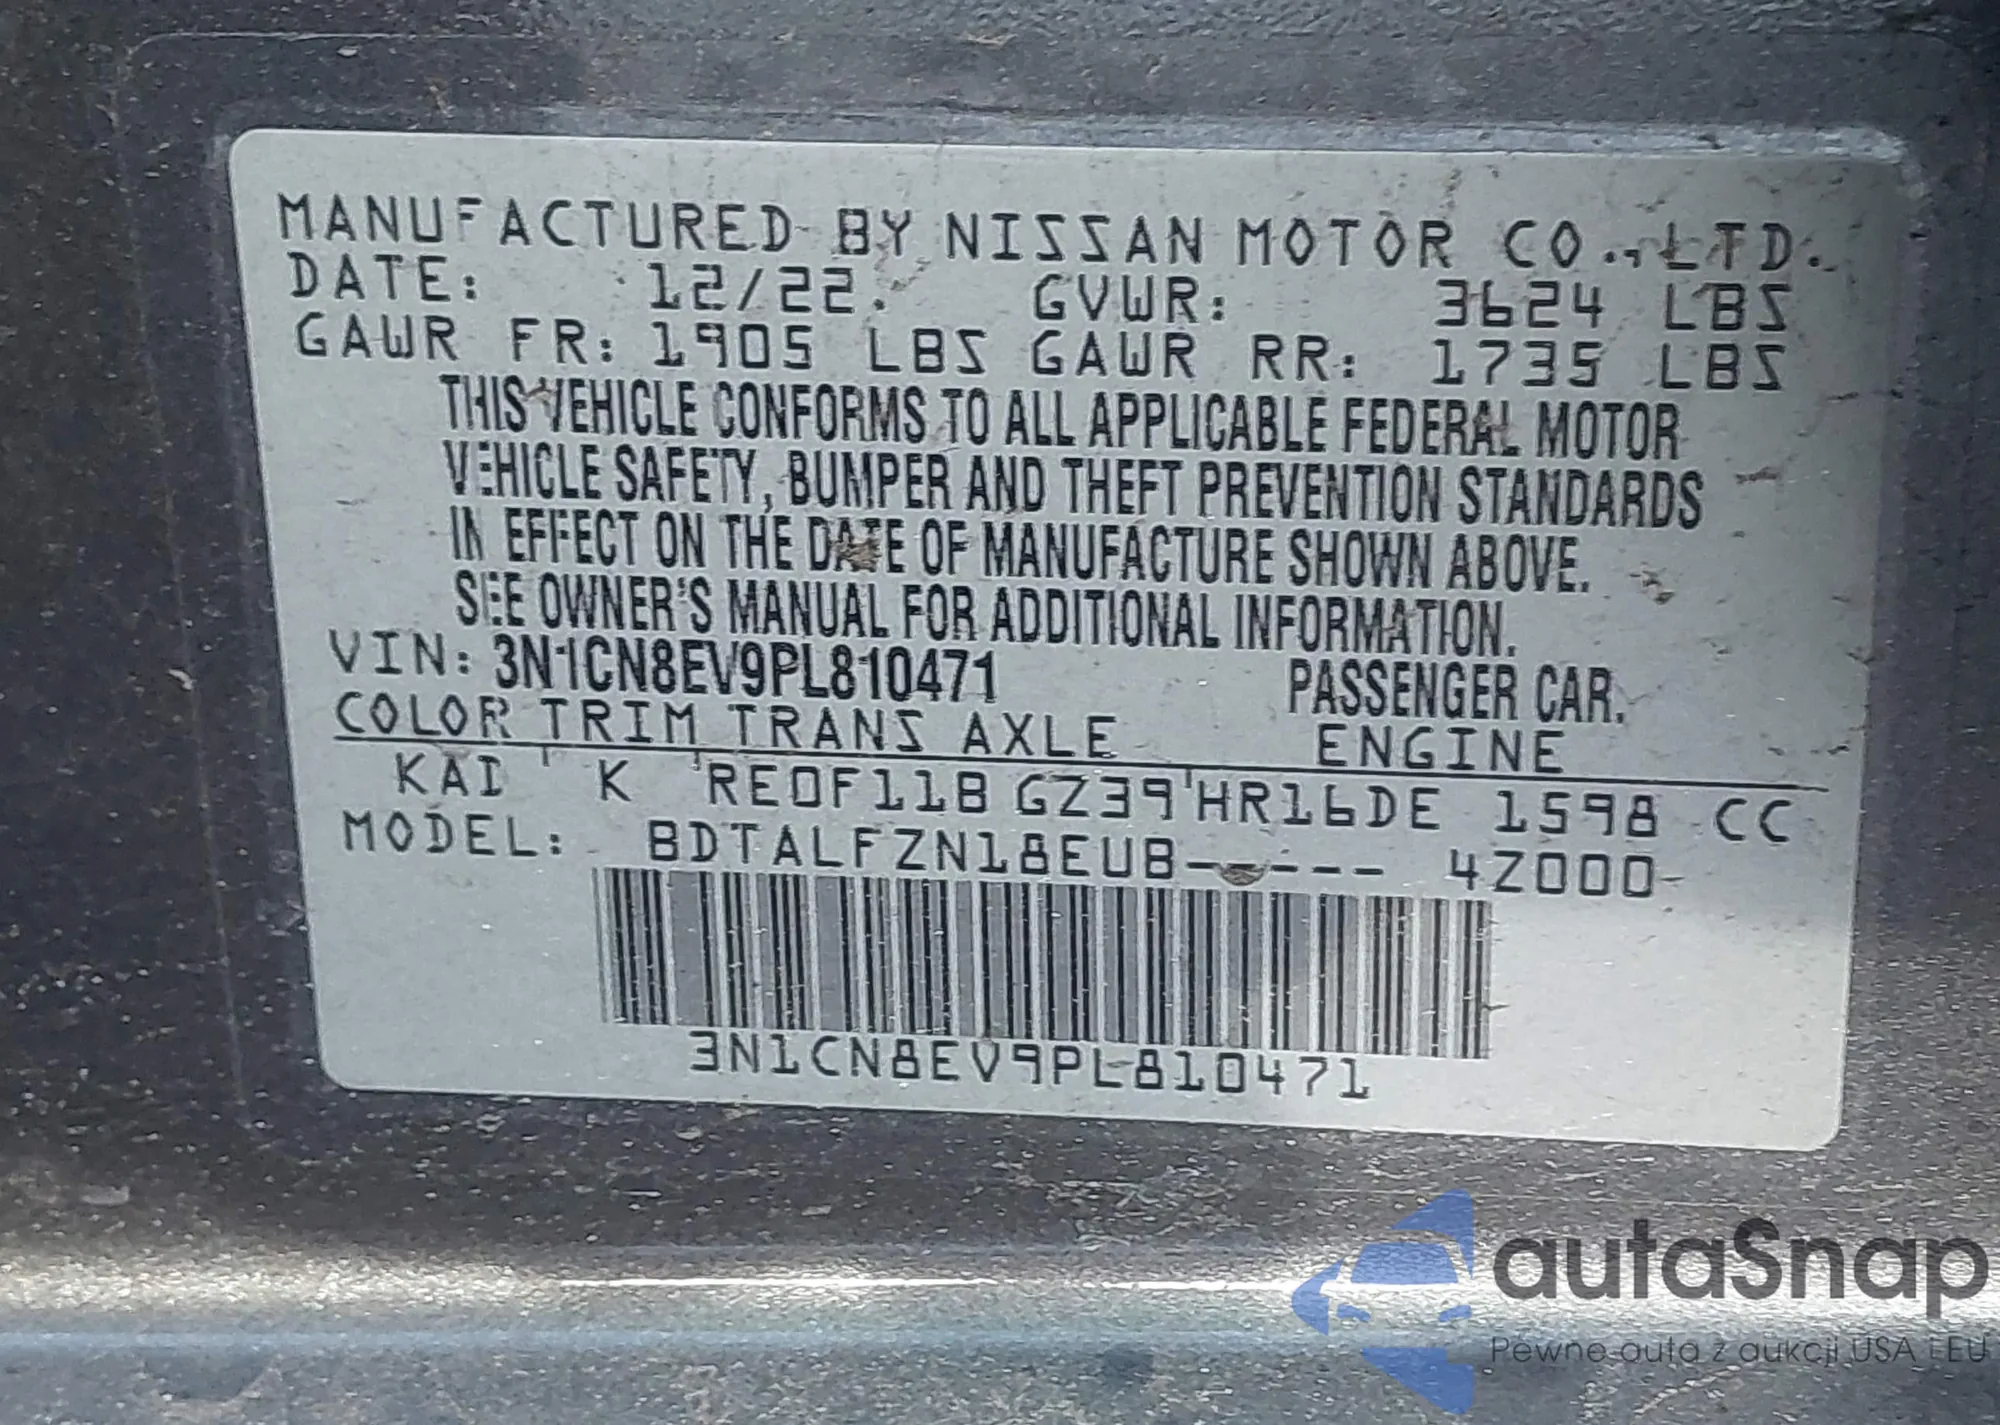 MANUFACTURED BY NISSAN MOTOR CO.,LTD.
DATE: 12/22. GVWR: 3624 LBS
GAWR FR: 1905 LBS GAWR RR: 1735 LBS
THIS VEHICLE CONFORMS TO ALL APPLICABLE FEDERAL MOTOR
VEHICLE SAFETY, BUMPER AND THEFT PREVENTION STANDARDS
IN EFFECT ON THE DATE OF MANUFACTURE SHOWN ABOVE.
SEE OWNER'S MANUAL FOR ADDITIONAL INFORMATION.
VIN: 3N1CN8EV9PL810471 PASSENGER CAR.
COLOR TRIM TRANS AXLE ENGINE
KAD K RE0F11B GZ39 HR16DE 1598 CC
MODEL: BDTALFZN18EUB----- 4Z000-
3N1CN8EV9PL810471
autaSnap
Pewne auta z aukcji USA i EU